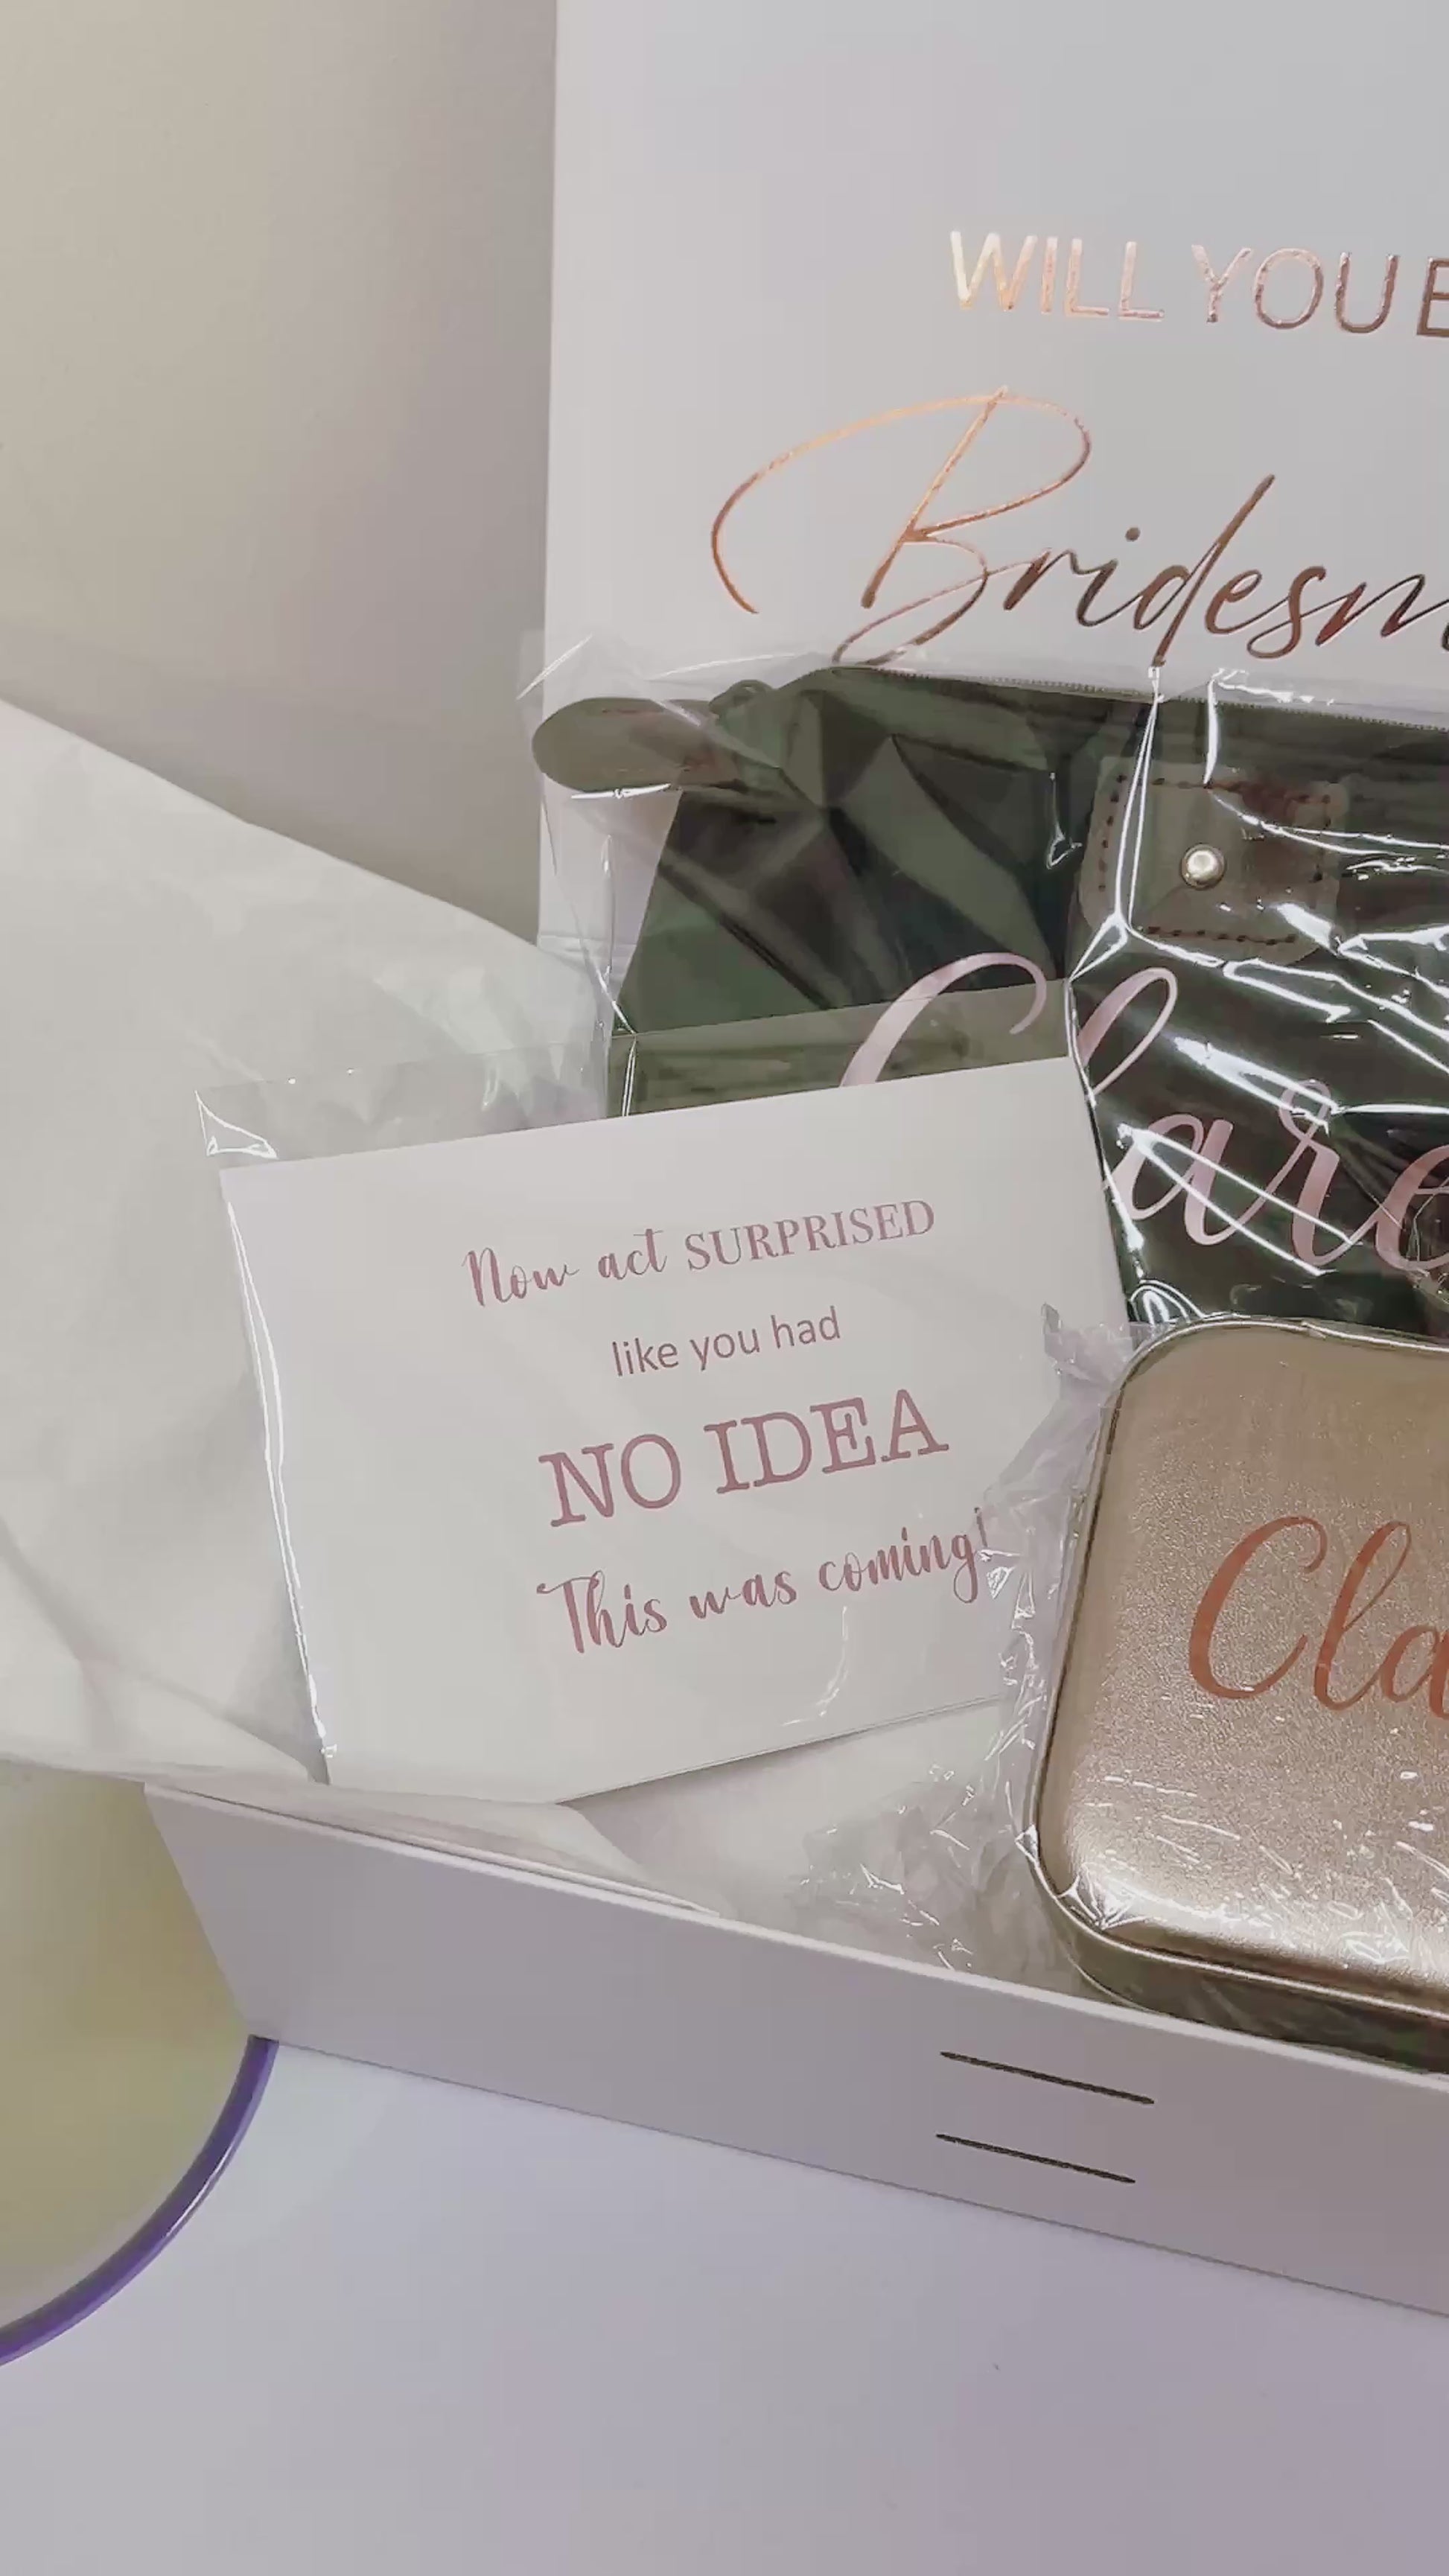 WILL YOU B
Bridesm
Clare
Now act SURPRISED
like you had
NO IDEA
This was coming!
Cla